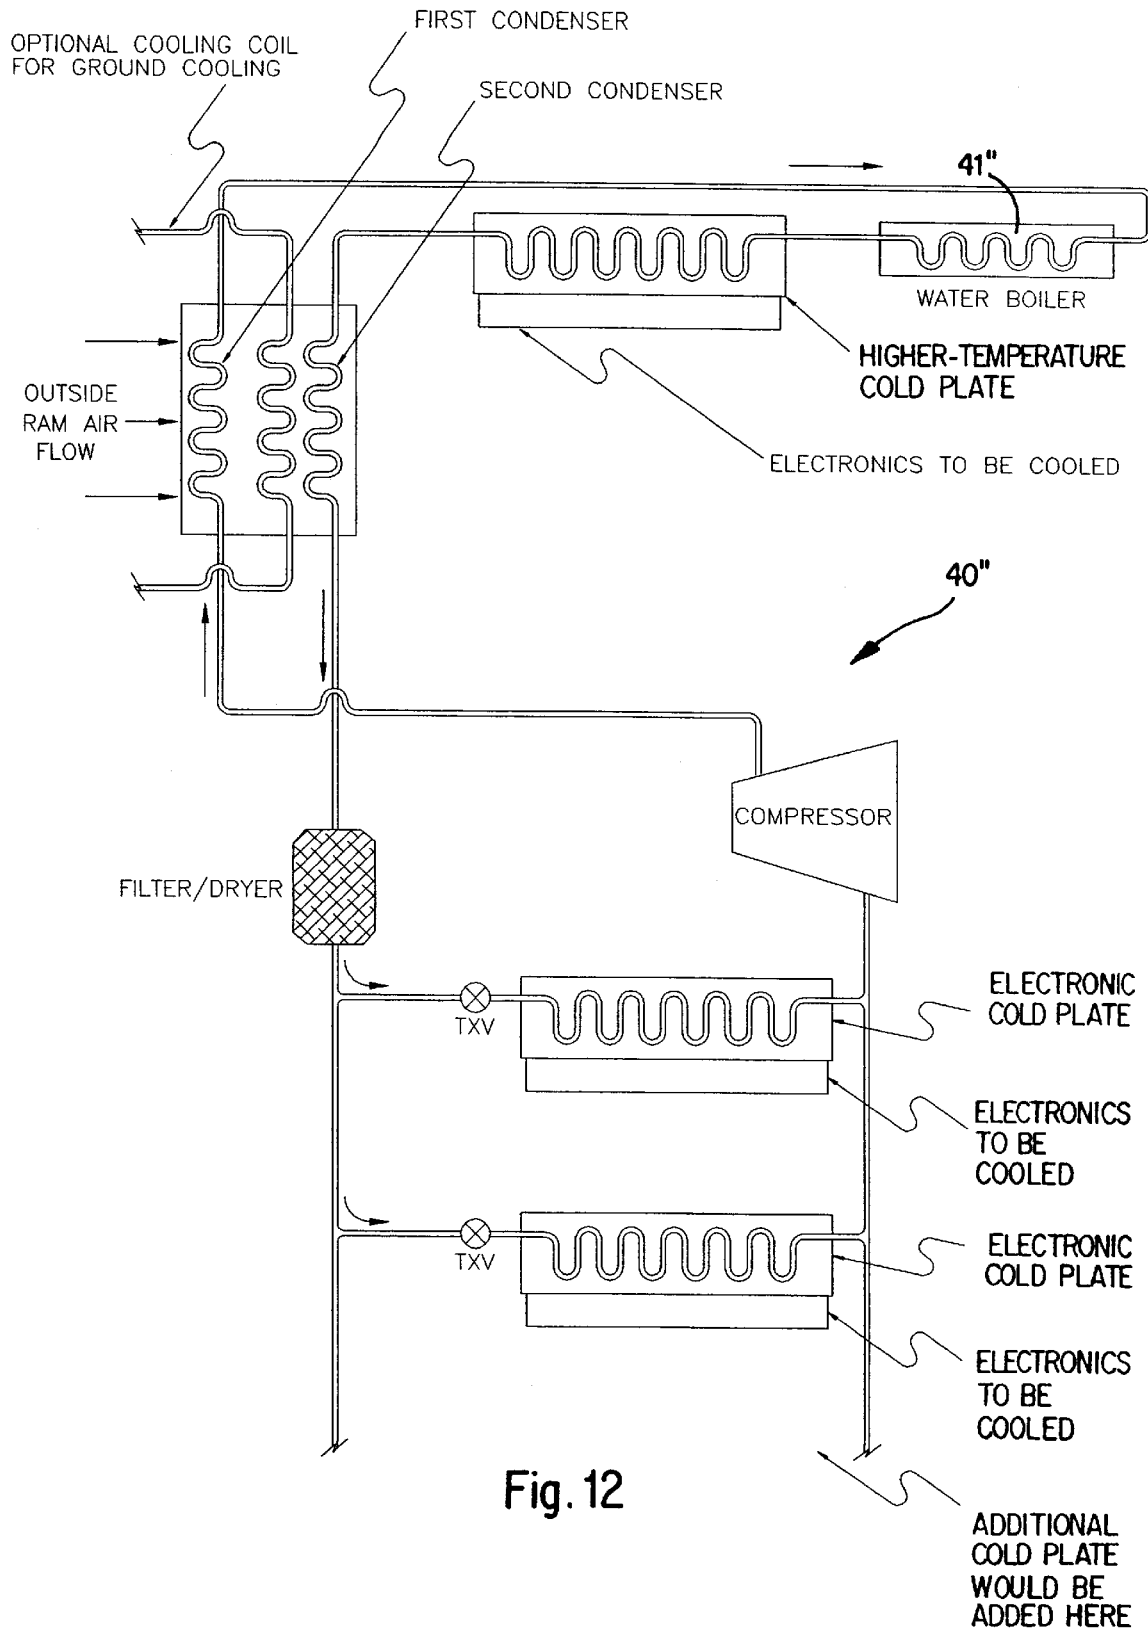 FIRST CONDENSER
OPTIONAL COOLING COIL
FOR GROUND COOLING
SECOND CONDENSER
41"
WATER BOILER
HIGHER-TEMPERATURE
COLD PLATE
OUTSIDE
RAM AIR
FLOW
ELECTRONICS TO BE COOLED
40"
COMPRESSOR
FILTER/DRYER
TXV
ELECTRONIC
COLD PLATE
ELECTRONICS
TO BE
COOLED
TXV
ELECTRONIC
COLD PLATE
ELECTRONICS
TO BE
COOLED
Fig. 12
ADDITIONAL
COLD PLATE
WOULD BE
ADDED HERE